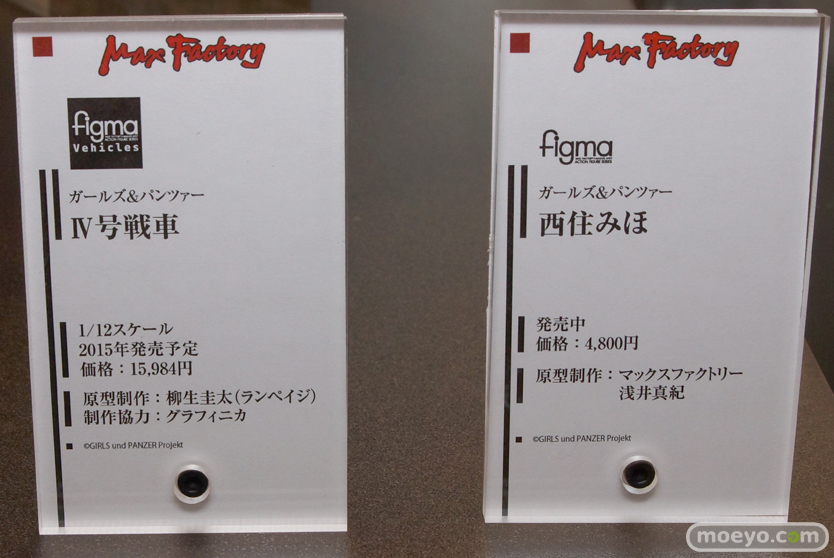 Max Factory
figma
Vehicles
ガールズ&パンツァー
Ⅳ号戦車
1/12スケール
2015年発売予定
価格：15,984円
原型制作：柳生圭太(ランペイジ)
制作協力：グラフィニカ
©GIRLS und PANZER Projekt
Max Factory
figma
ガールズ&パンツァー
西住みほ
発売中
価格：4,800円
原型制作：マックスファクトリー
浅井真紀
©GIRLS und PANZER Projekt
moeyo.com